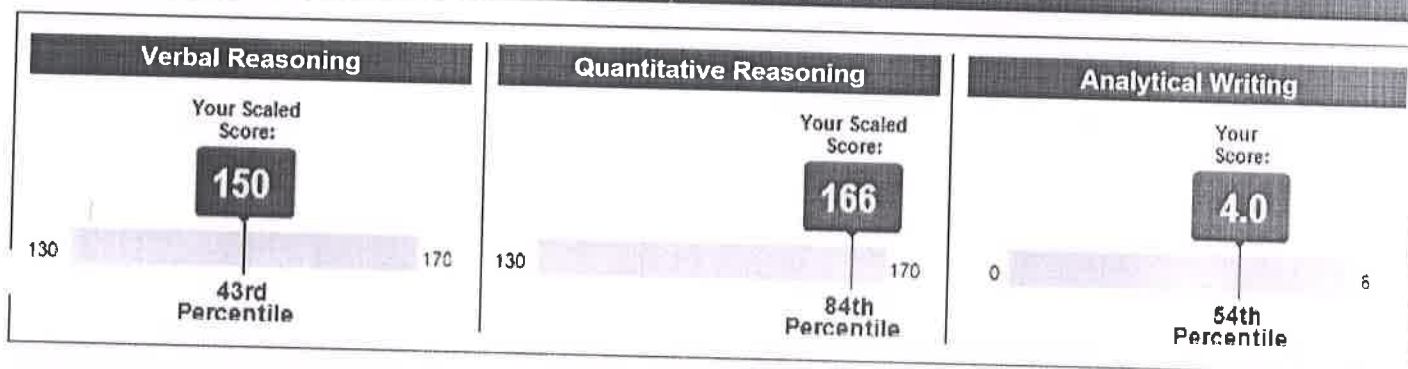 Verbal Reasoning
Your Scaled
Score:
150
130
170
43rd
Percentile
Quantitative Reasoning
Your Scaled
Score:
166
130
170
84th
Percentile
Analytical Writing
Your
Score:
4.0
0
6
54th
Percentile